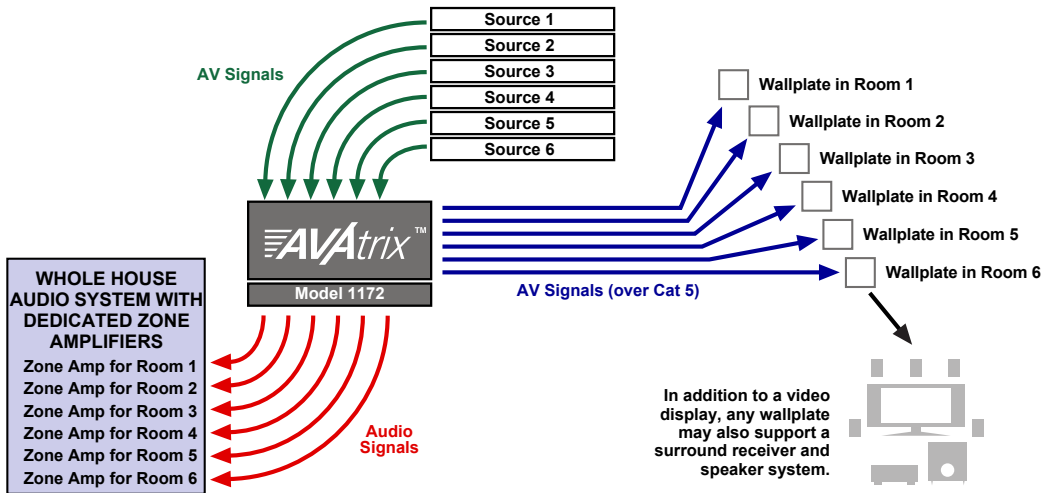 Source 1
Source 2
Source 3
Source 4
Source 5
Source 6
AV Signals
Wallplate in Room 1
Wallplate in Room 2
Wallplate in Room 3
Wallplate in Room 4
Wallplate in Room 5
Wallplate in Room 6
AVAtrix™
Model 1172
AV Signals (over Cat 5)
WHOLE HOUSE
AUDIO SYSTEM WITH
DEDICATED ZONE
AMPLIFIERS
Zone Amp for Room 1
Zone Amp for Room 2
Zone Amp for Room 3
Zone Amp for Room 4
Zone Amp for Room 5
Zone Amp for Room 6
Audio
Signals
In addition to a video
display, any wallplate
may also support a
surround receiver and
speaker system.